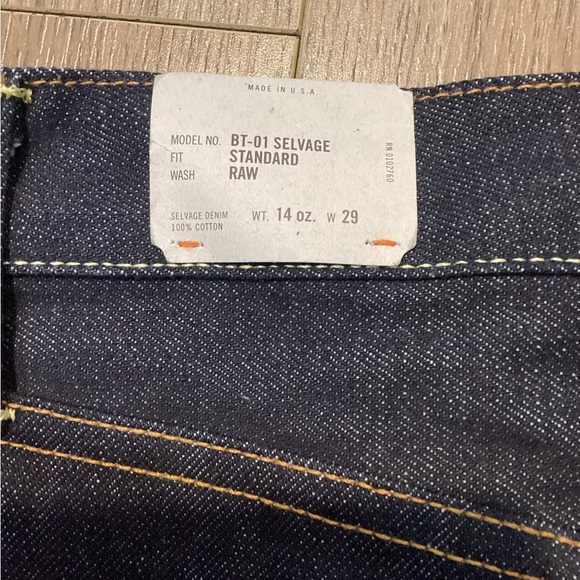 MADE IN U.S.A.
MODEL NO. BT-01 SELVAGE
FIT STANDARD
WASH RAW
SELVAGE DENIM
100% COTTON
WT. 14 oz. W 29
RN 0102760